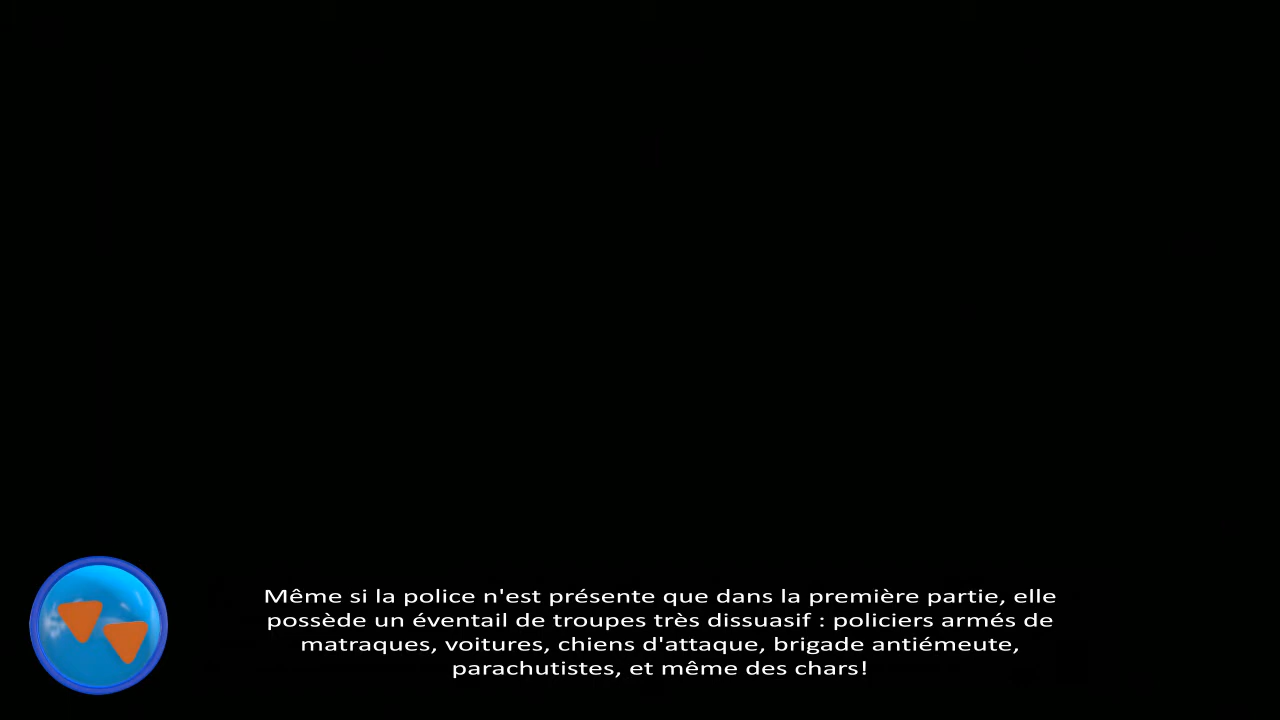 Même si la police n'est présente que dans la première partie, elle
possède un éventail de troupes très dissuasif : policiers armés de
matraques, voitures, chiens d'attaque, brigade antiémeute,
parachutistes, et même des chars!